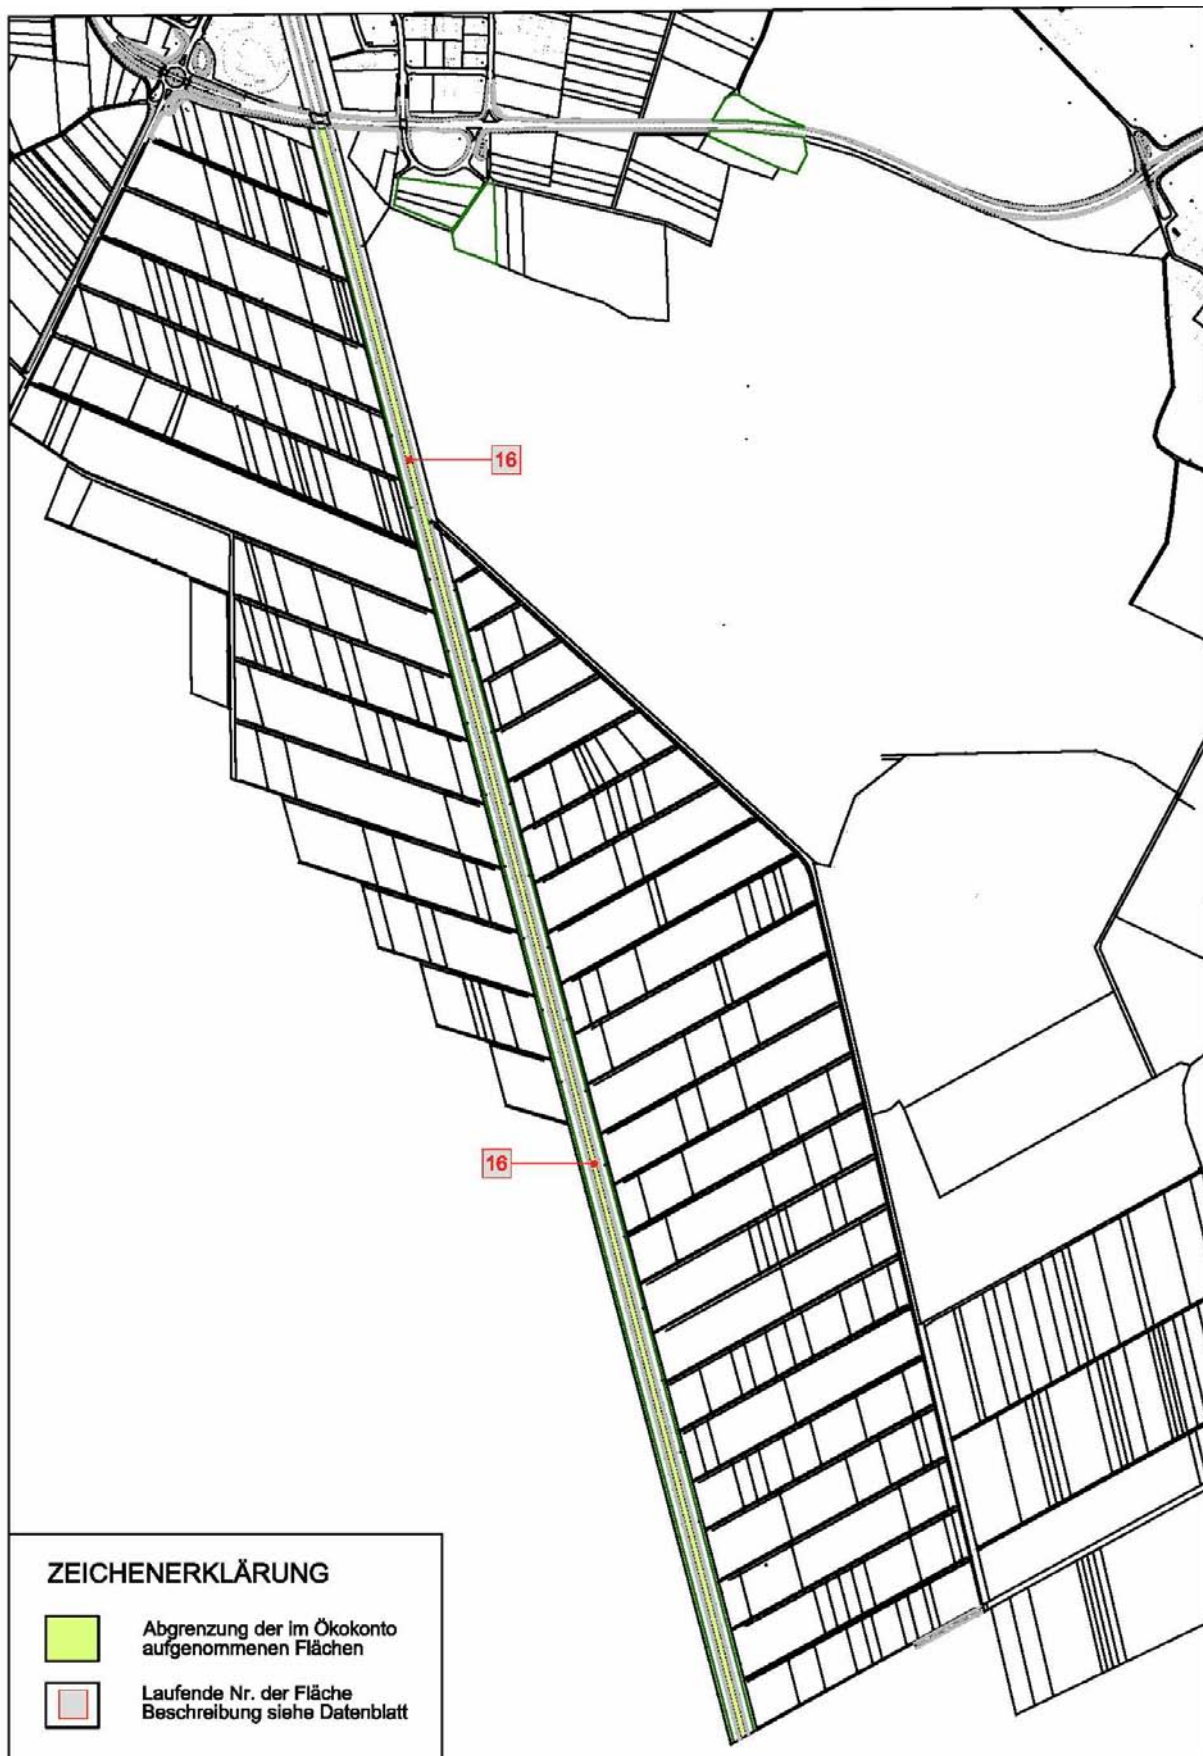 16
16
ZEICHENERKLÄRUNG
Abgrenzung der im Ökokonto
aufgenommenen Flächen
Laufende Nr. der Fläche
Beschreibung siehe Datenblatt